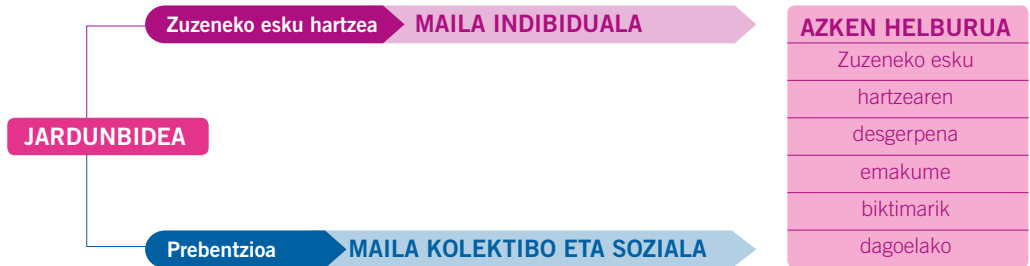 JARDUNBIDEA
Zuzeneko esku hartzea MAILA INDIBIDUALA
Prebentzioa MAILA KOLEKTIBO ETA SOZIALA
AZKEN HELBURUA
Zuzeneko esku
hartzearen
desgerpena
emakume
biktimarik
dagoelako